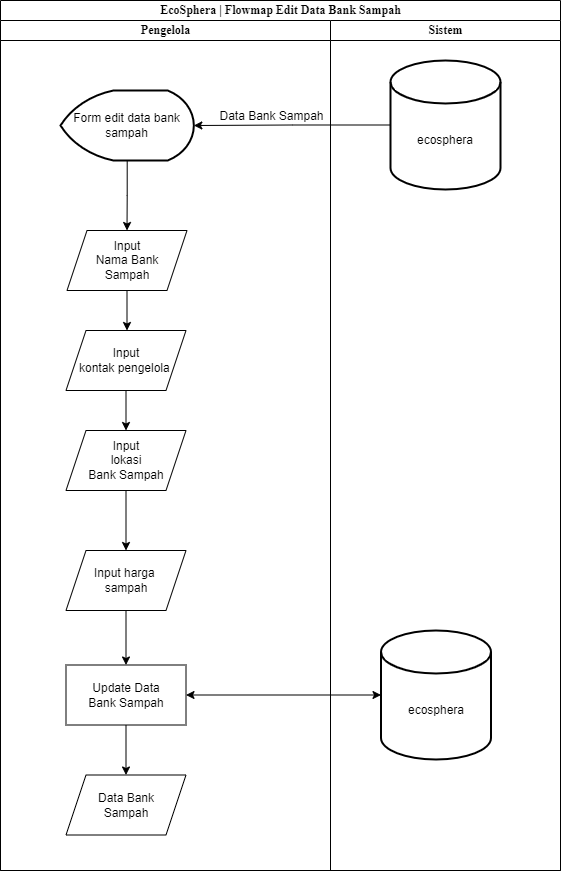 EcoSphera | Flowmap Edit Data Bank Sampah
Pengelola
Sistem
Form edit data bank
sampah
Data Bank Sampah
ecosphera
Input
Nama Bank
Sampah
Input
kontak pengelola
Input
lokasi
Bank Sampah
Input harga
sampah
Update Data
Bank Sampah
ecosphera
Data Bank
Sampah